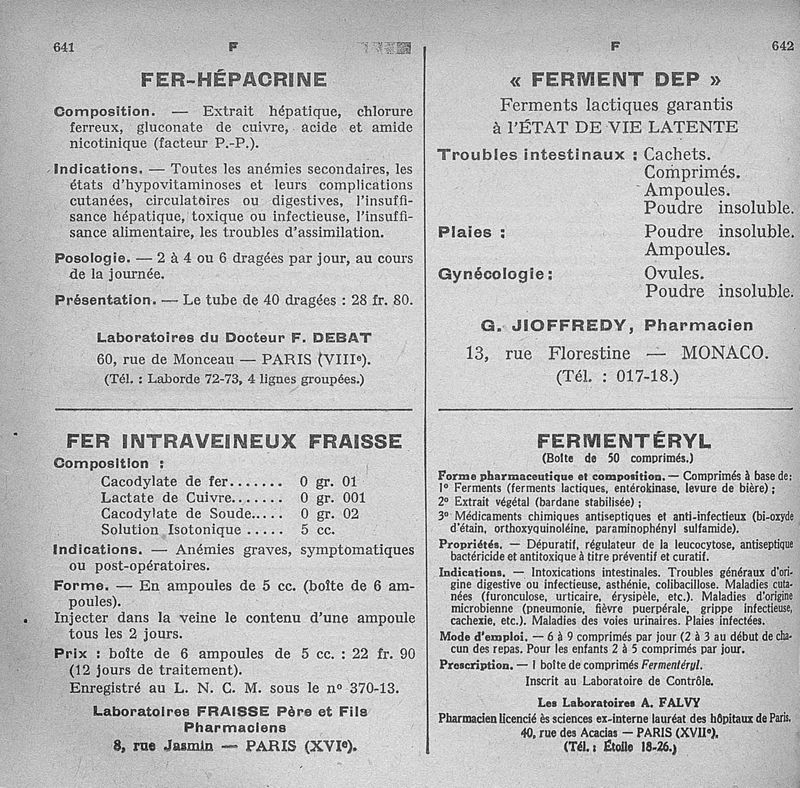 641 F
FER-HÉPACRINE
Composition. — Extrait hépatique, chlorure
ferreux, gluconate de cuivre, acide et amide
nicotinique (facteur P.-P.).
Indications. — Toutes les anémies secondaires, les
états d'hypovitaminoses et leurs complications
cutanées, circulatoires ou digestives, l'insuffi-
sance hépatique, toxique ou infectieuse, l'insuffi-
sance alimentaire, les troubles d'assimilation.
Posologie. — 2 à 4 ou 6 dragées par jour, au cours
de la journée.
Présentation. — Le tube de 40 dragées : 28 fr. 80.
Laboratoires du Docteur F. DEBAT
60, rue de Monceau — PARIS (VIIIe).
(Tél. : Laborde 72-73, 4 lignes groupées.)
FER INTRAVEINEUX FRAISSE
Composition :
Cacodylate de fer....... 0 gr. 01
Lactate de Cuivre....... 0 gr. 001
Cacodylate de Soude..... 0 gr. 02
Solution Isotonique ..... 5 cc.
Indications. — Anémies graves, symptomatiques
ou post-opératoires.
Forme. — En ampoules de 5 cc. (boîte de 6 am-
poules).
Injecter dans la veine le contenu d'une ampoule
tous les 2 jours.
Prix : boîte de 6 ampoules de 5 cc. : 22 fr. 90
(12 jours de traitement).
Enregistré au L. N. C. M. sous le no 370-13.
Laboratoires FRAISSE Père et Fils
Pharmaciens
8, rue Jasmin — PARIS (XVIe).
F 642
« FERMENT DEP »
Ferments lactiques garantis
à l'ÉTAT DE VIE LATENTE
Troubles intestinaux : Cachets.
Comprimés.
Ampoules.
Poudre insoluble.
Plaies : Poudre insoluble.
Ampoules.
Gynécologie : Ovules.
Poudre insoluble.
G. JIOFFREDY, Pharmacien
13, rue Florestine — MONACO.
(Tél. : 017-18.)
FERMENTÉRYL
(Boîte de 50 comprimés.)
Forme pharmaceutique et composition. — Comprimés à base de:
1o Ferments (ferments lactiques, entérokinase, levure de bière) ;
2o Extrait végétal (bardane stabilisée) ;
3o Médicaments chimiques antiseptiques et anti-infectieux (bi-oxyde
d'étain, orthoxyquinoléine, paraminophényl sulfamide).
Propriétés. — Dépuratif, régulateur de la leucocytose, antiseptique
bactéricide et antitoxique à titre préventif et curatif.
Indications. — Intoxications intestinales. Troubles généraux d'ori-
gine digestive ou infectieuse, asthénie, colibacillose. Maladies cuta-
nées (furonculose, urticaire, érysipèle, etc.). Maladies d'origine
microbienne (pneumonie, fièvre puerpérale, grippe infectieuse,
cachexie, etc.). Maladies des voies urinaires. Plaies infectées.
Mode d'emploi. — 6 à 9 comprimés par jour (2 à 3 au début de cha-
cun des repas. Pour les enfants 2 à 5 comprimés par jour.
Prescription. — 1 boîte de comprimés Fermentéryl.
Inscrit au Laboratoire de Contrôle.
Les Laboratoires A. FALVY
Pharmacien licencié ès sciences ex-interne lauréat des hôpitaux de Paris.
40, rue des Acacias — PARIS (XVIIe).
(Tél. : Étoile 18-26.)